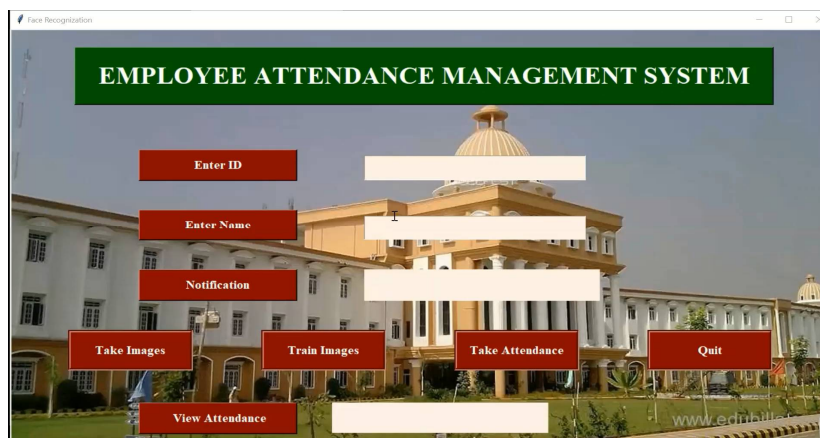 Face Recognization
EMPLOYEE ATTENDANCE MANAGEMENT SYSTEM
Enter ID
Enter Name
Notification
Take Images Train Images Take Attendance Quit
View Attendance